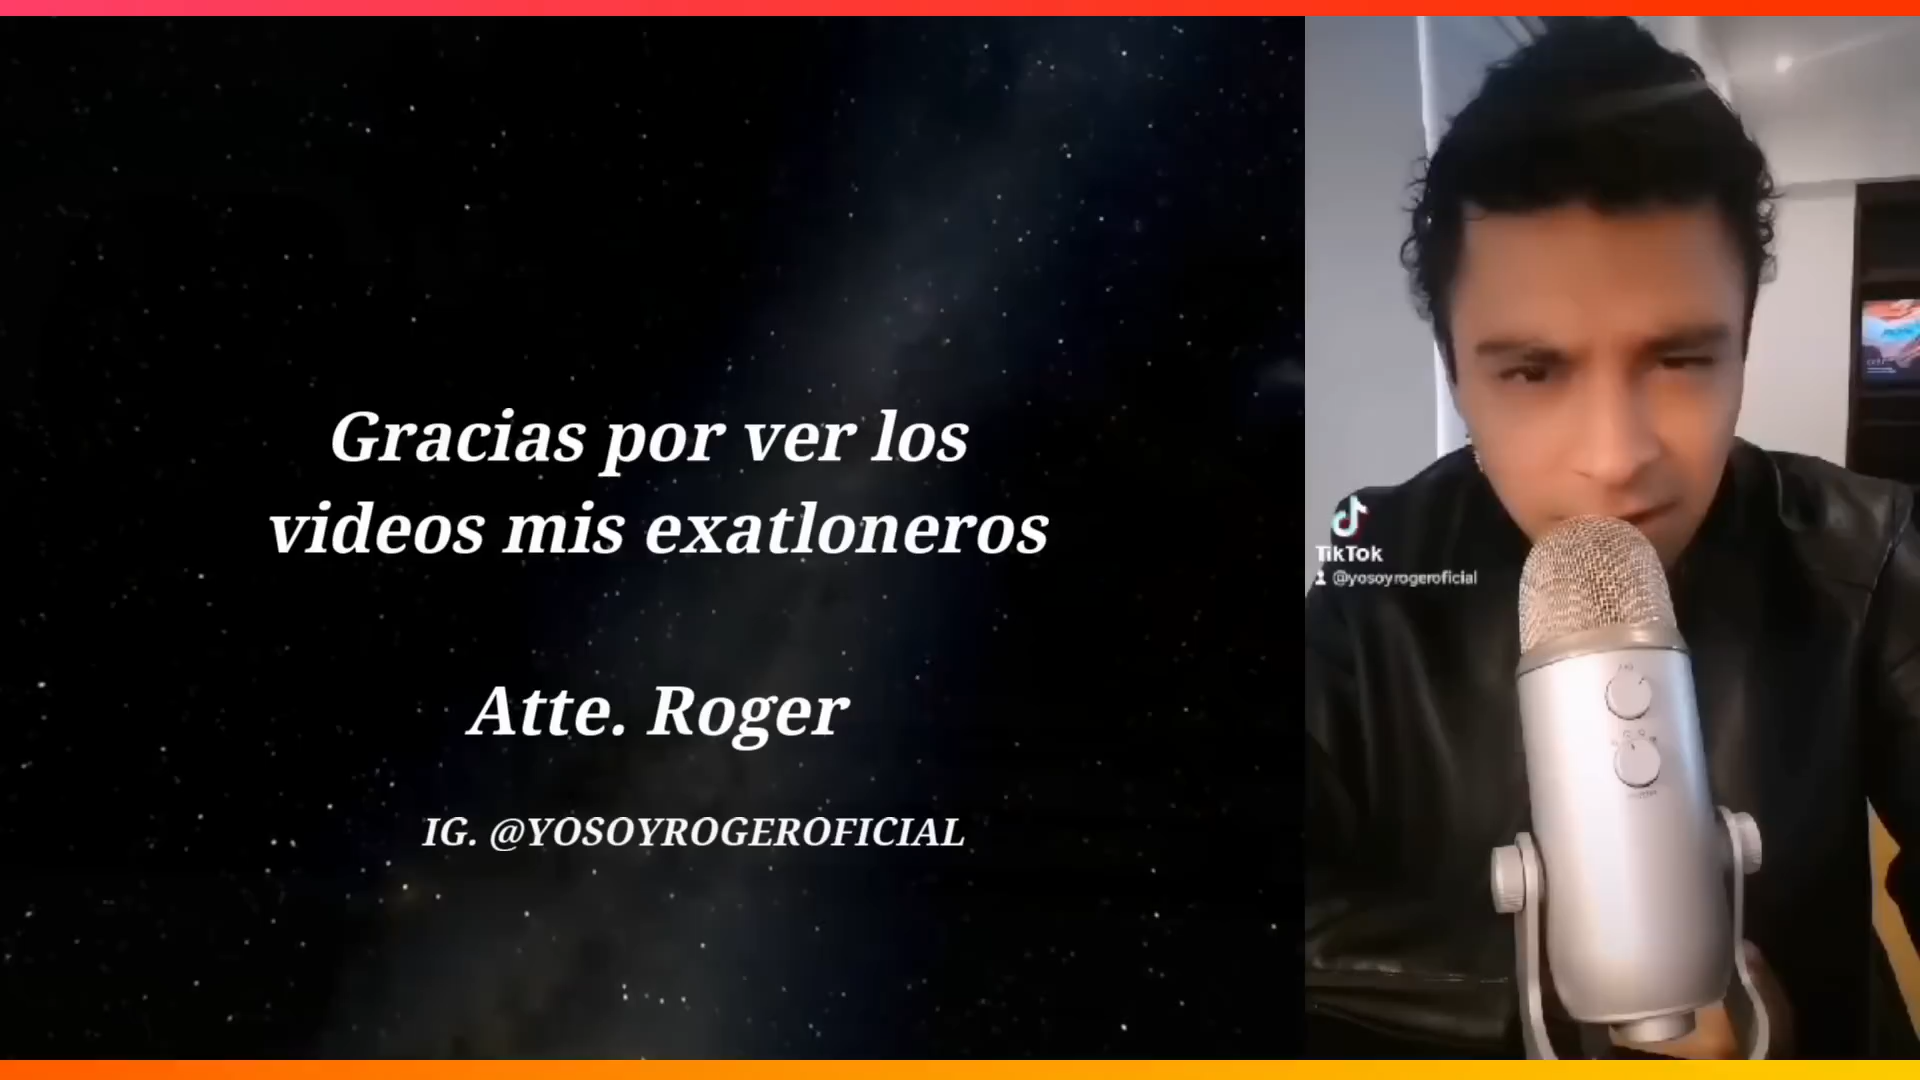 Gracias por ver los
videos mis exatloneros
Atte. Roger
IG. @YOSOYROGEROFICIAL
TikTok
@yosoyrogeroficial